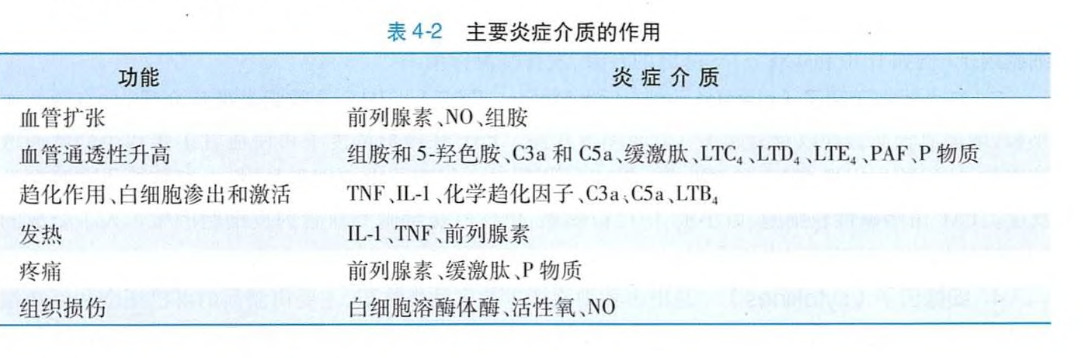 表 4-2 主要炎症介质的作用
功能 炎症介质
血管扩张 前列腺素、NO、组胺
血管通透性升高 组胺和 5-羟色胺、C3a 和 C5a、缓激肽、LTC₄、LTD₄、LTE₄、PAF、P 物质
趋化作用、白细胞渗出和激活 TNF、IL-1、化学趋化因子、C3a、C5a、LTB₄
发热 IL-1、TNF、前列腺素
疼痛 前列腺素、缓激肽、P 物质
组织损伤 白细胞溶酶体酶、活性氧、NO